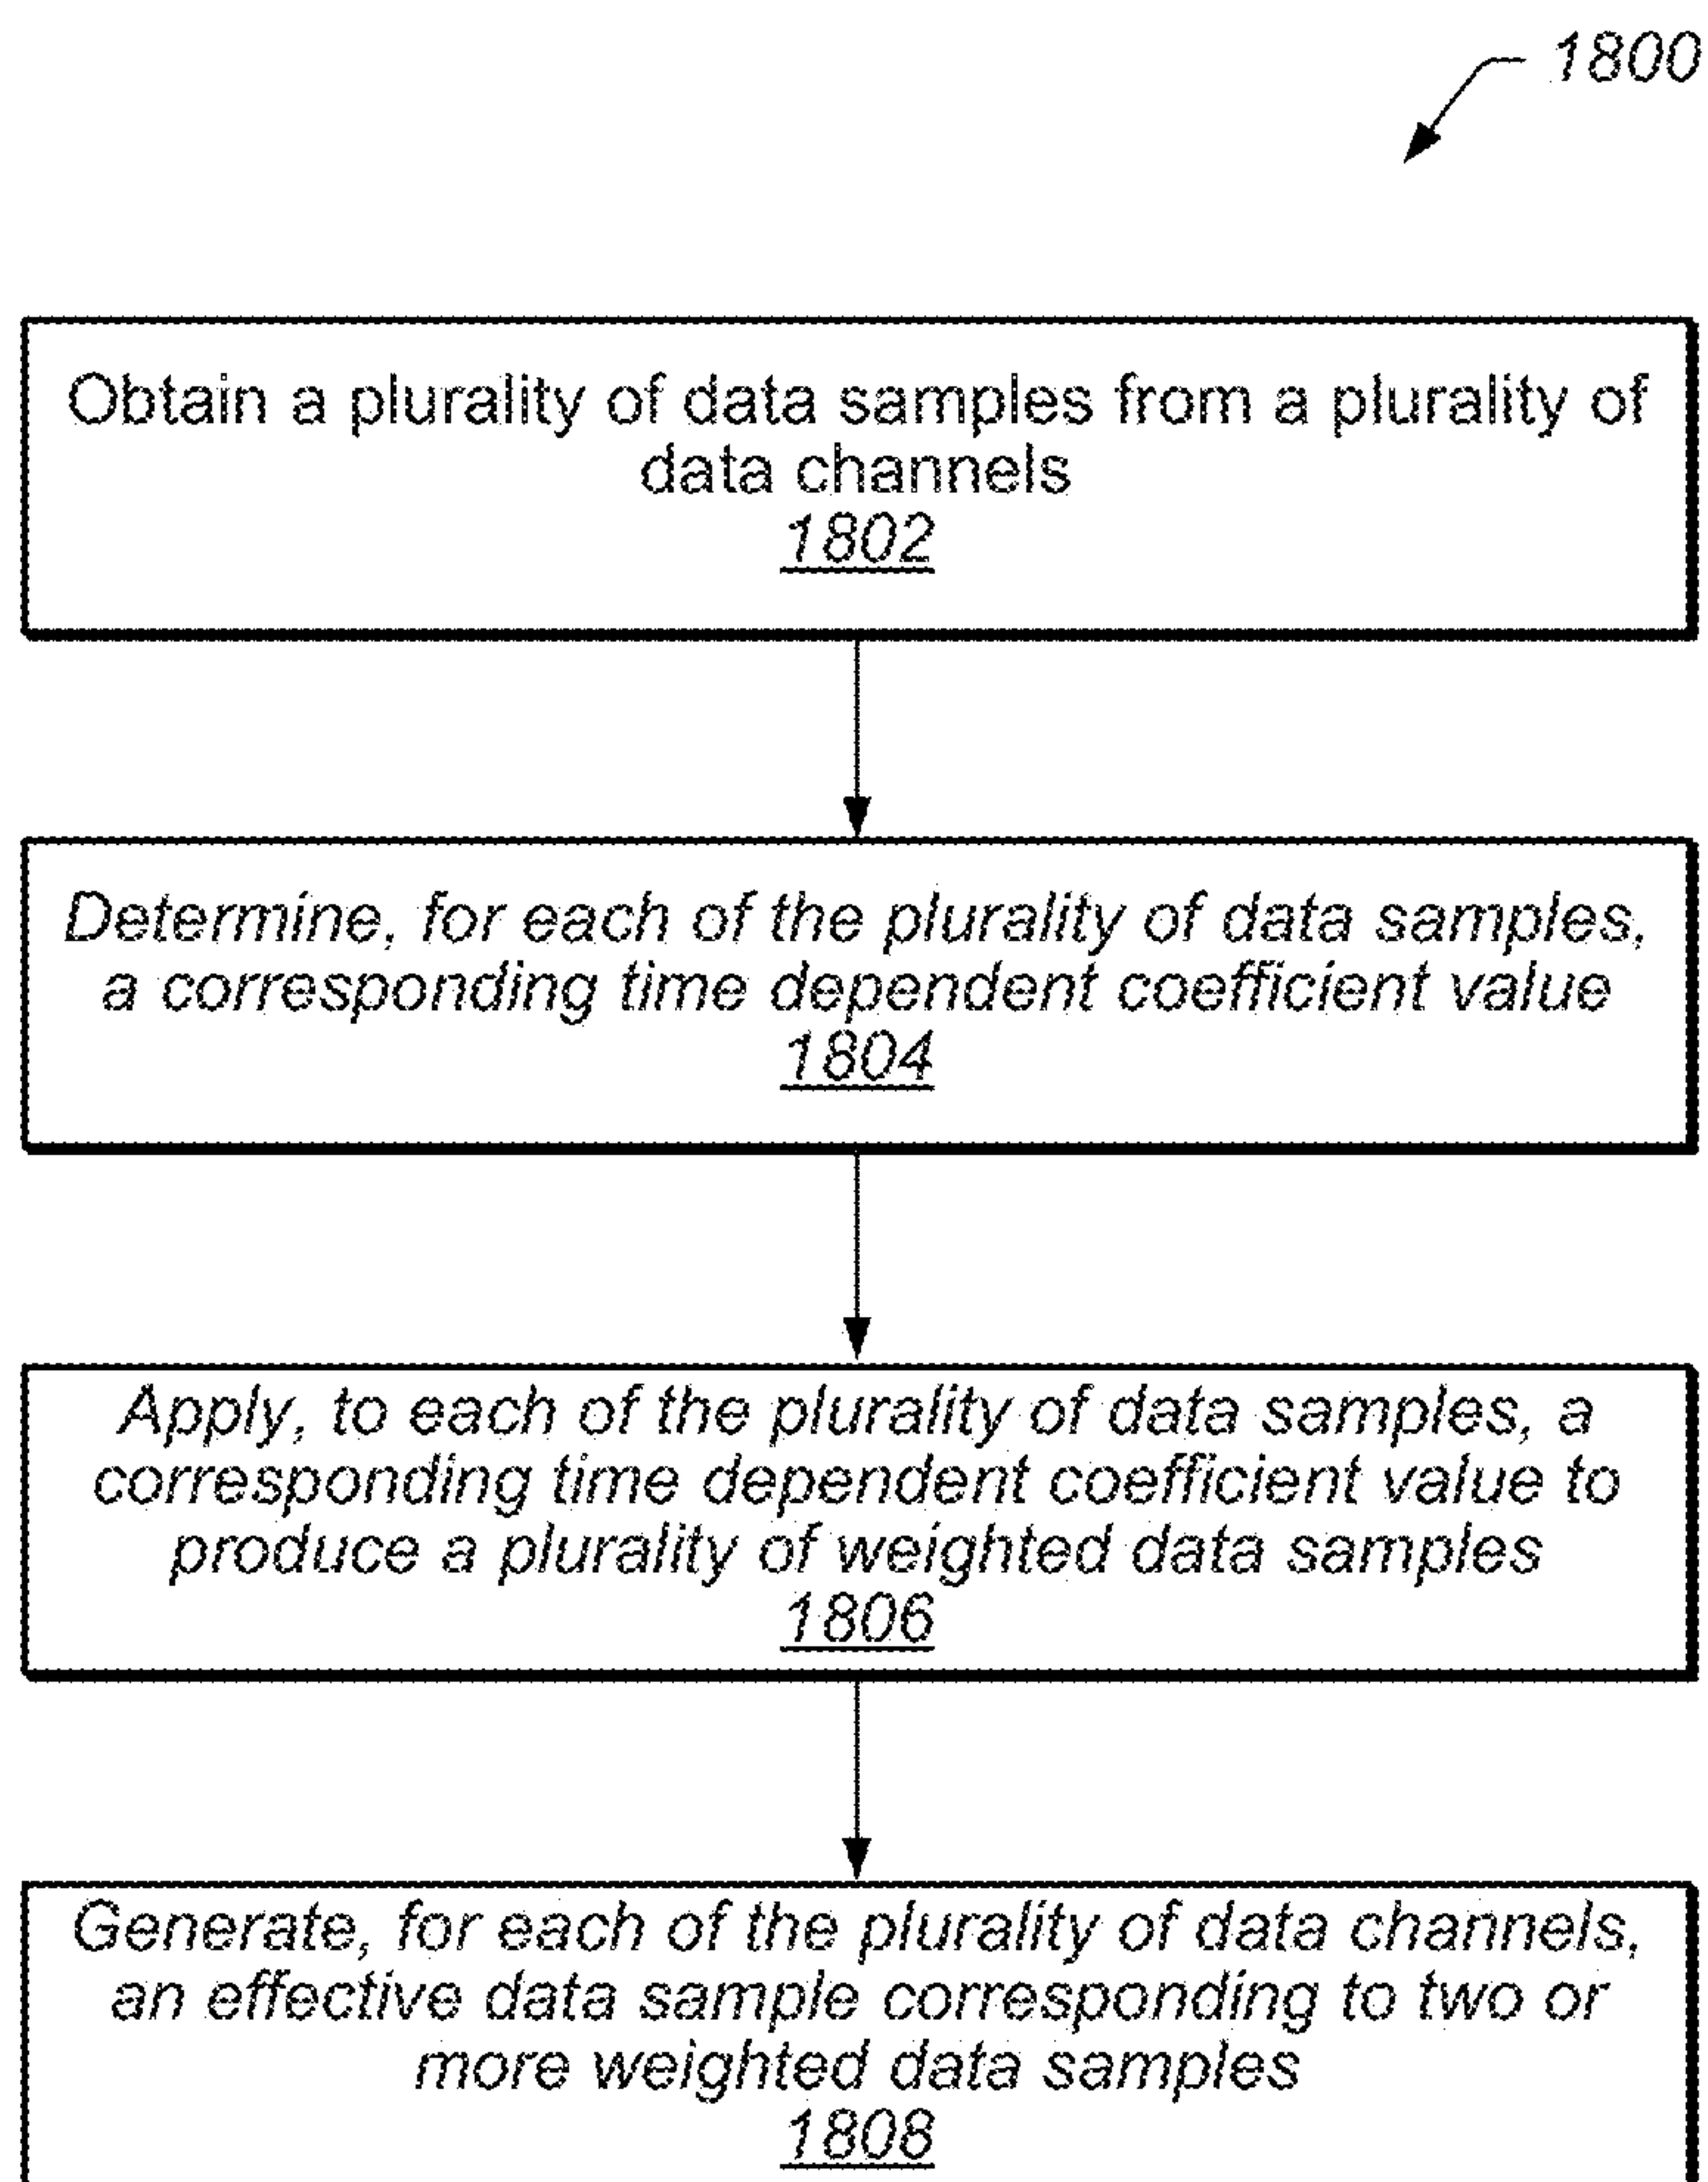 1800
Obtain a plurality of data samples from a plurality of
data channels
1802
Determine, for each of the plurality of data samples,
a corresponding time dependent coefficient value
1804
Apply, to each of the plurality of data samples, a
corresponding time dependent coefficient value to
produce a plurality of weighted data samples
1806
Generate, for each of the plurality of data channels,
an effective data sample corresponding to two or
more weighted data samples
1808